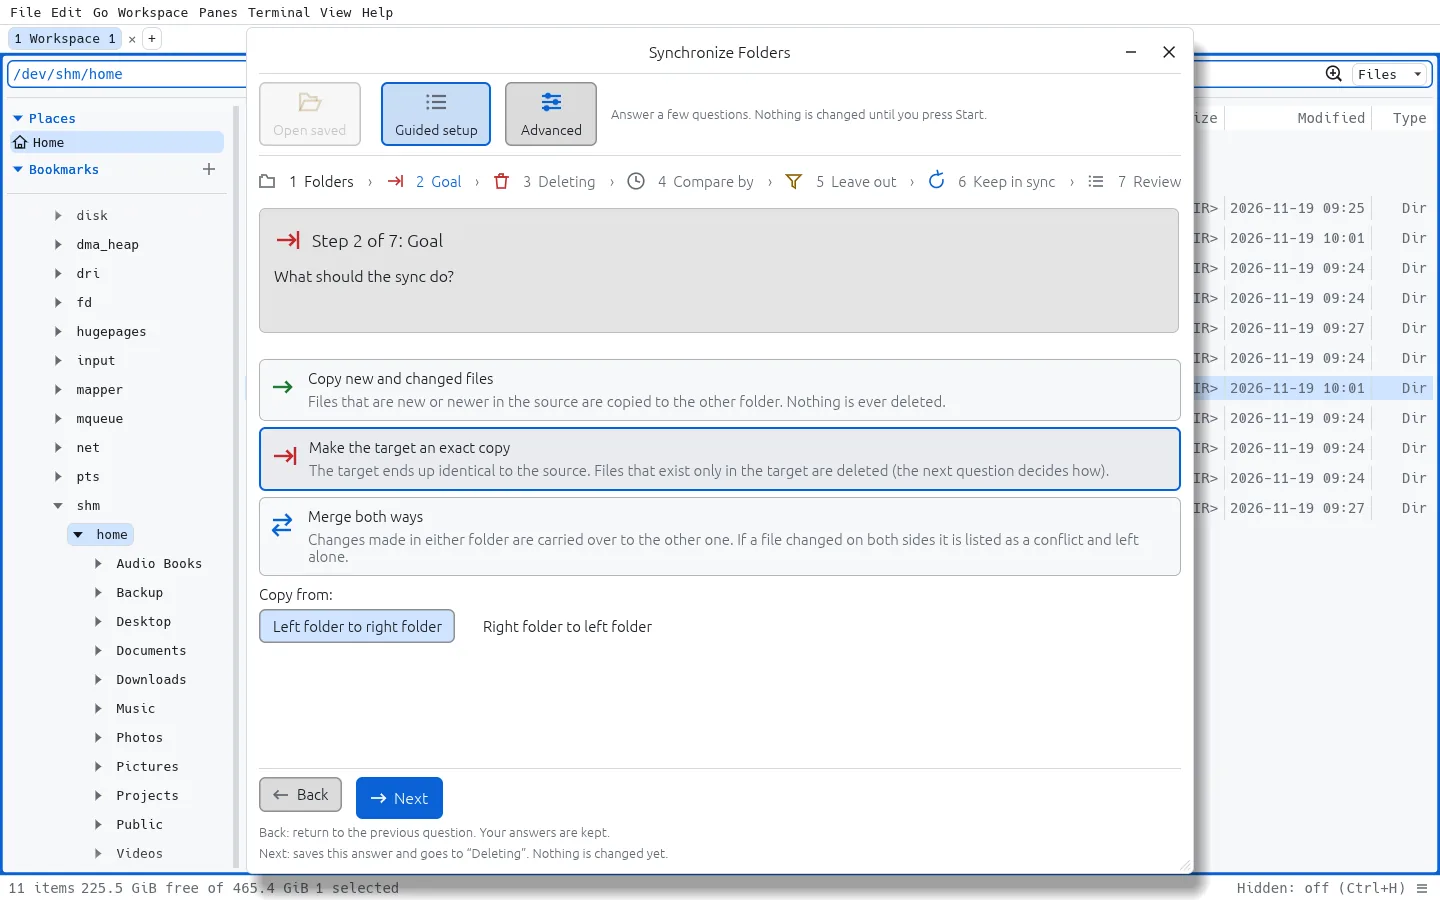 File Edit Go Workspace Panes Terminal View Help
1 Workspace 1 × +
Synchronize Folders
/dev/shm/home
Files
Open saved
Guided setup
Advanced
Answer a few questions. Nothing is changed until you press Start.
Places
Home
Bookmarks
ize Modified Type
1 Folders › 2 Goal › 3 Deleting › 4 Compare by › 5 Leave out › 6 Keep in sync › 7 Review
Step 2 of 7: Goal
What should the sync do?
Copy new and changed files
Files that are new or newer in the source are copied to the other folder. Nothing is ever deleted.
Make the target an exact copy
The target ends up identical to the source. Files that exist only in the target are deleted (the next question decides how).
Merge both ways
Changes made in either folder are carried over to the other one. If a file changed on both sides it is listed as a conflict and left
alone.
Copy from:
Left folder to right folder
Right folder to left folder
Back
Next
Back: return to the previous question. Your answers are kept.
Next: saves this answer and goes to “Deleting”. Nothing is changed yet.
disk
dma_heap
dri
fd
hugepages
input
mapper
mqueue
net
pts
shm
home
Audio Books
Backup
Desktop
Documents
Downloads
Music
Photos
Pictures
Projects
Public
Videos
IR> 2026-11-19 09:25 Dir
IR> 2026-11-19 10:01 Dir
IR> 2026-11-19 09:24 Dir
IR> 2026-11-19 09:24 Dir
IR> 2026-11-19 09:27 Dir
IR> 2026-11-19 09:24 Dir
IR> 2026-11-19 10:01 Dir
IR> 2026-11-19 09:24 Dir
IR> 2026-11-19 09:24 Dir
IR> 2026-11-19 09:24 Dir
IR> 2026-11-19 09:27 Dir
11 items 225.5 GiB free of 465.4 GiB 1 selected
Hidden: off (Ctrl+H)